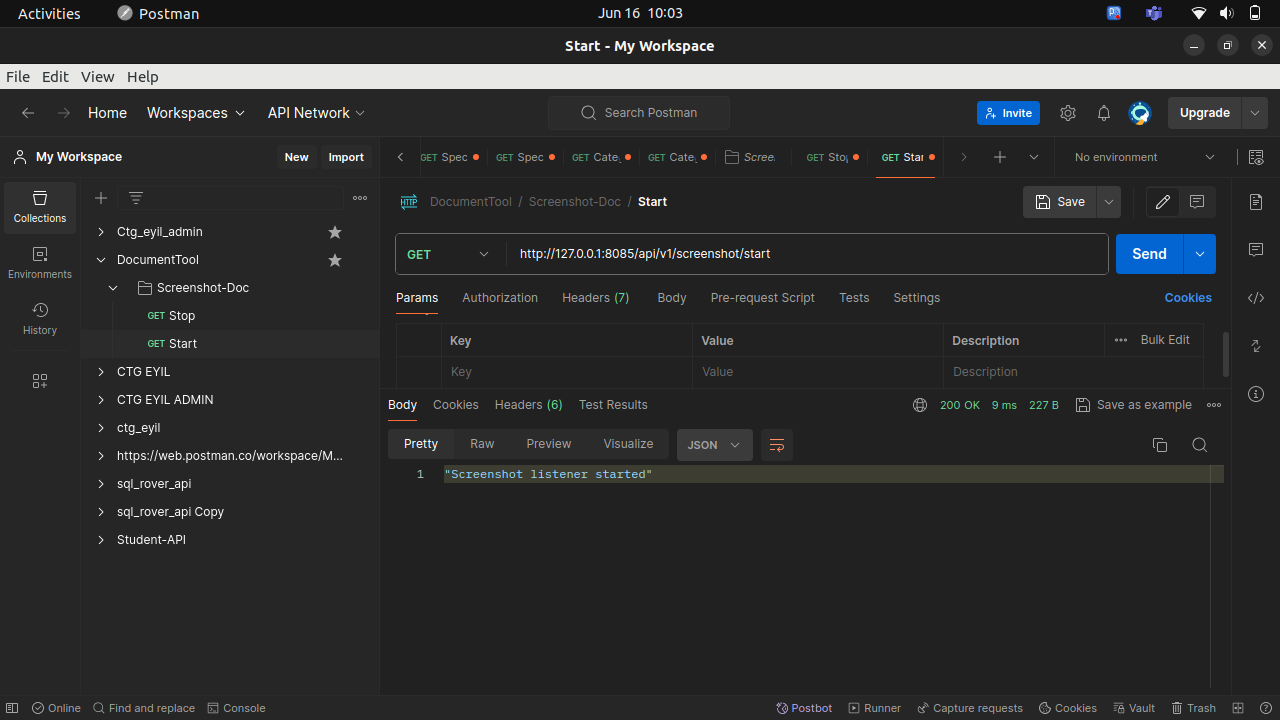 Activities Postman Jun 16 10:03
Start - My Workspace
File Edit View Help
Home Workspaces API Network Search Postman Invite Upgrade
My Workspace New Import GET Spec GET Spec GET Cate GET Cate Scree GET Sto GET Star No environment
Collections
Environments
History
Ctg_eyil_admin
DocumentTool
Screenshot-Doc
GET Stop
GET Start
CTG EYIL
CTG EYIL ADMIN
ctg_eyil
https://web.postman.co/workspace/M...
sql_rover_api
sql_rover_api Copy
Student-API
HTTP DocumentTool / Screenshot-Doc / Start Save
GET http://127.0.0.1:8085/api/v1/screenshot/start Send
Params Authorization Headers (7) Body Pre-request Script Tests Settings Cookies
Key Value Description Bulk Edit
Key Value Description
Body Cookies Headers (6) Test Results 200 OK 9 ms 227 B Save as example
Pretty Raw Preview Visualize JSON
1 "Screenshot listener started"
Online Find and replace Console Postbot Runner Capture requests Cookies Vault Trash